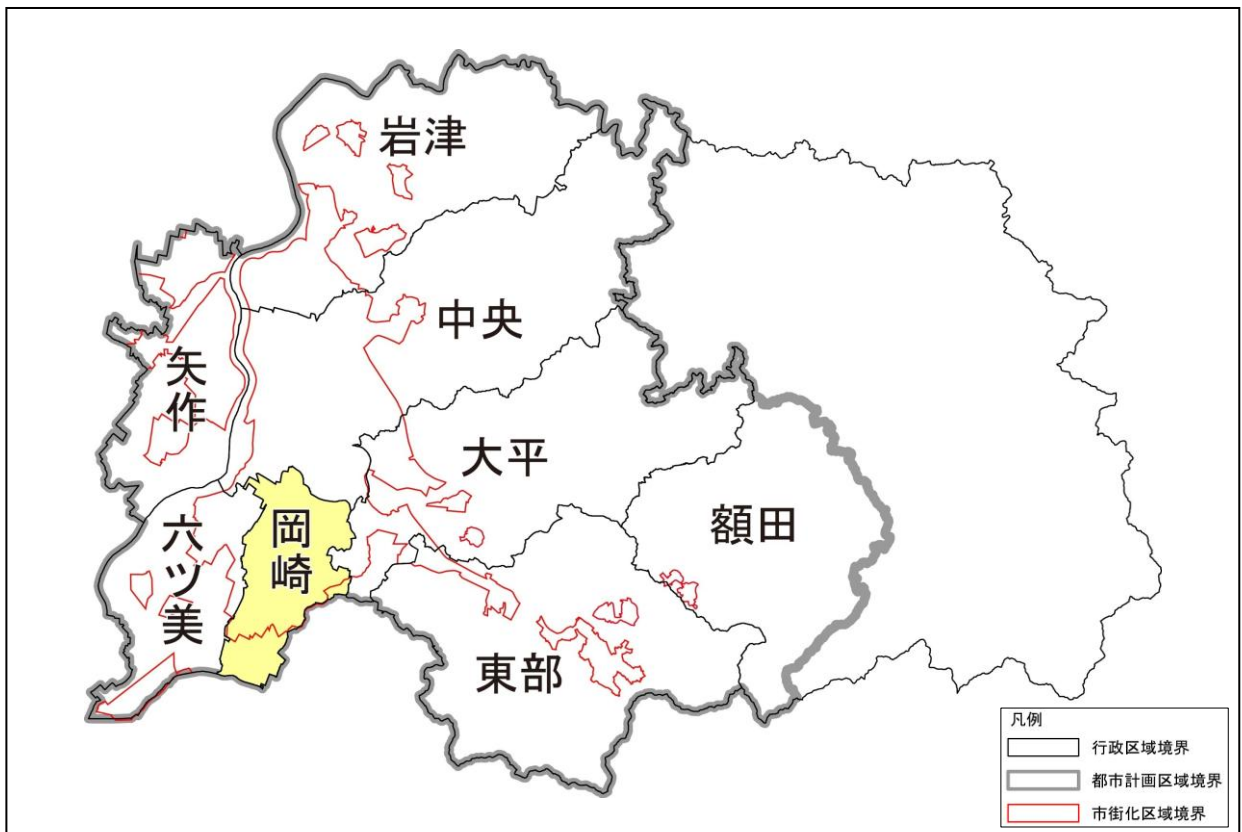 岩津
中央
矢作
大平
岡崎
額田
六ツ美
東部
凡例
行政区域境界
都市計画区域境界
市街化区域境界